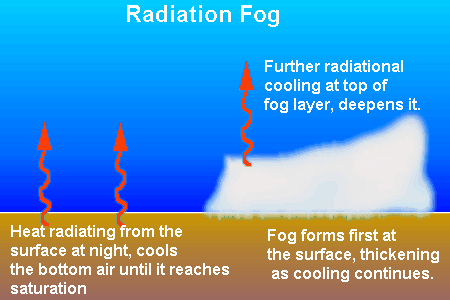 Radiation Fog
Further radiational
cooling at top of
fog layer, deepens it.
Heat radiating from the
surface at night, cools
the bottom air until it reaches
saturation
Fog forms first at
the surface, thickening
as cooling continues.